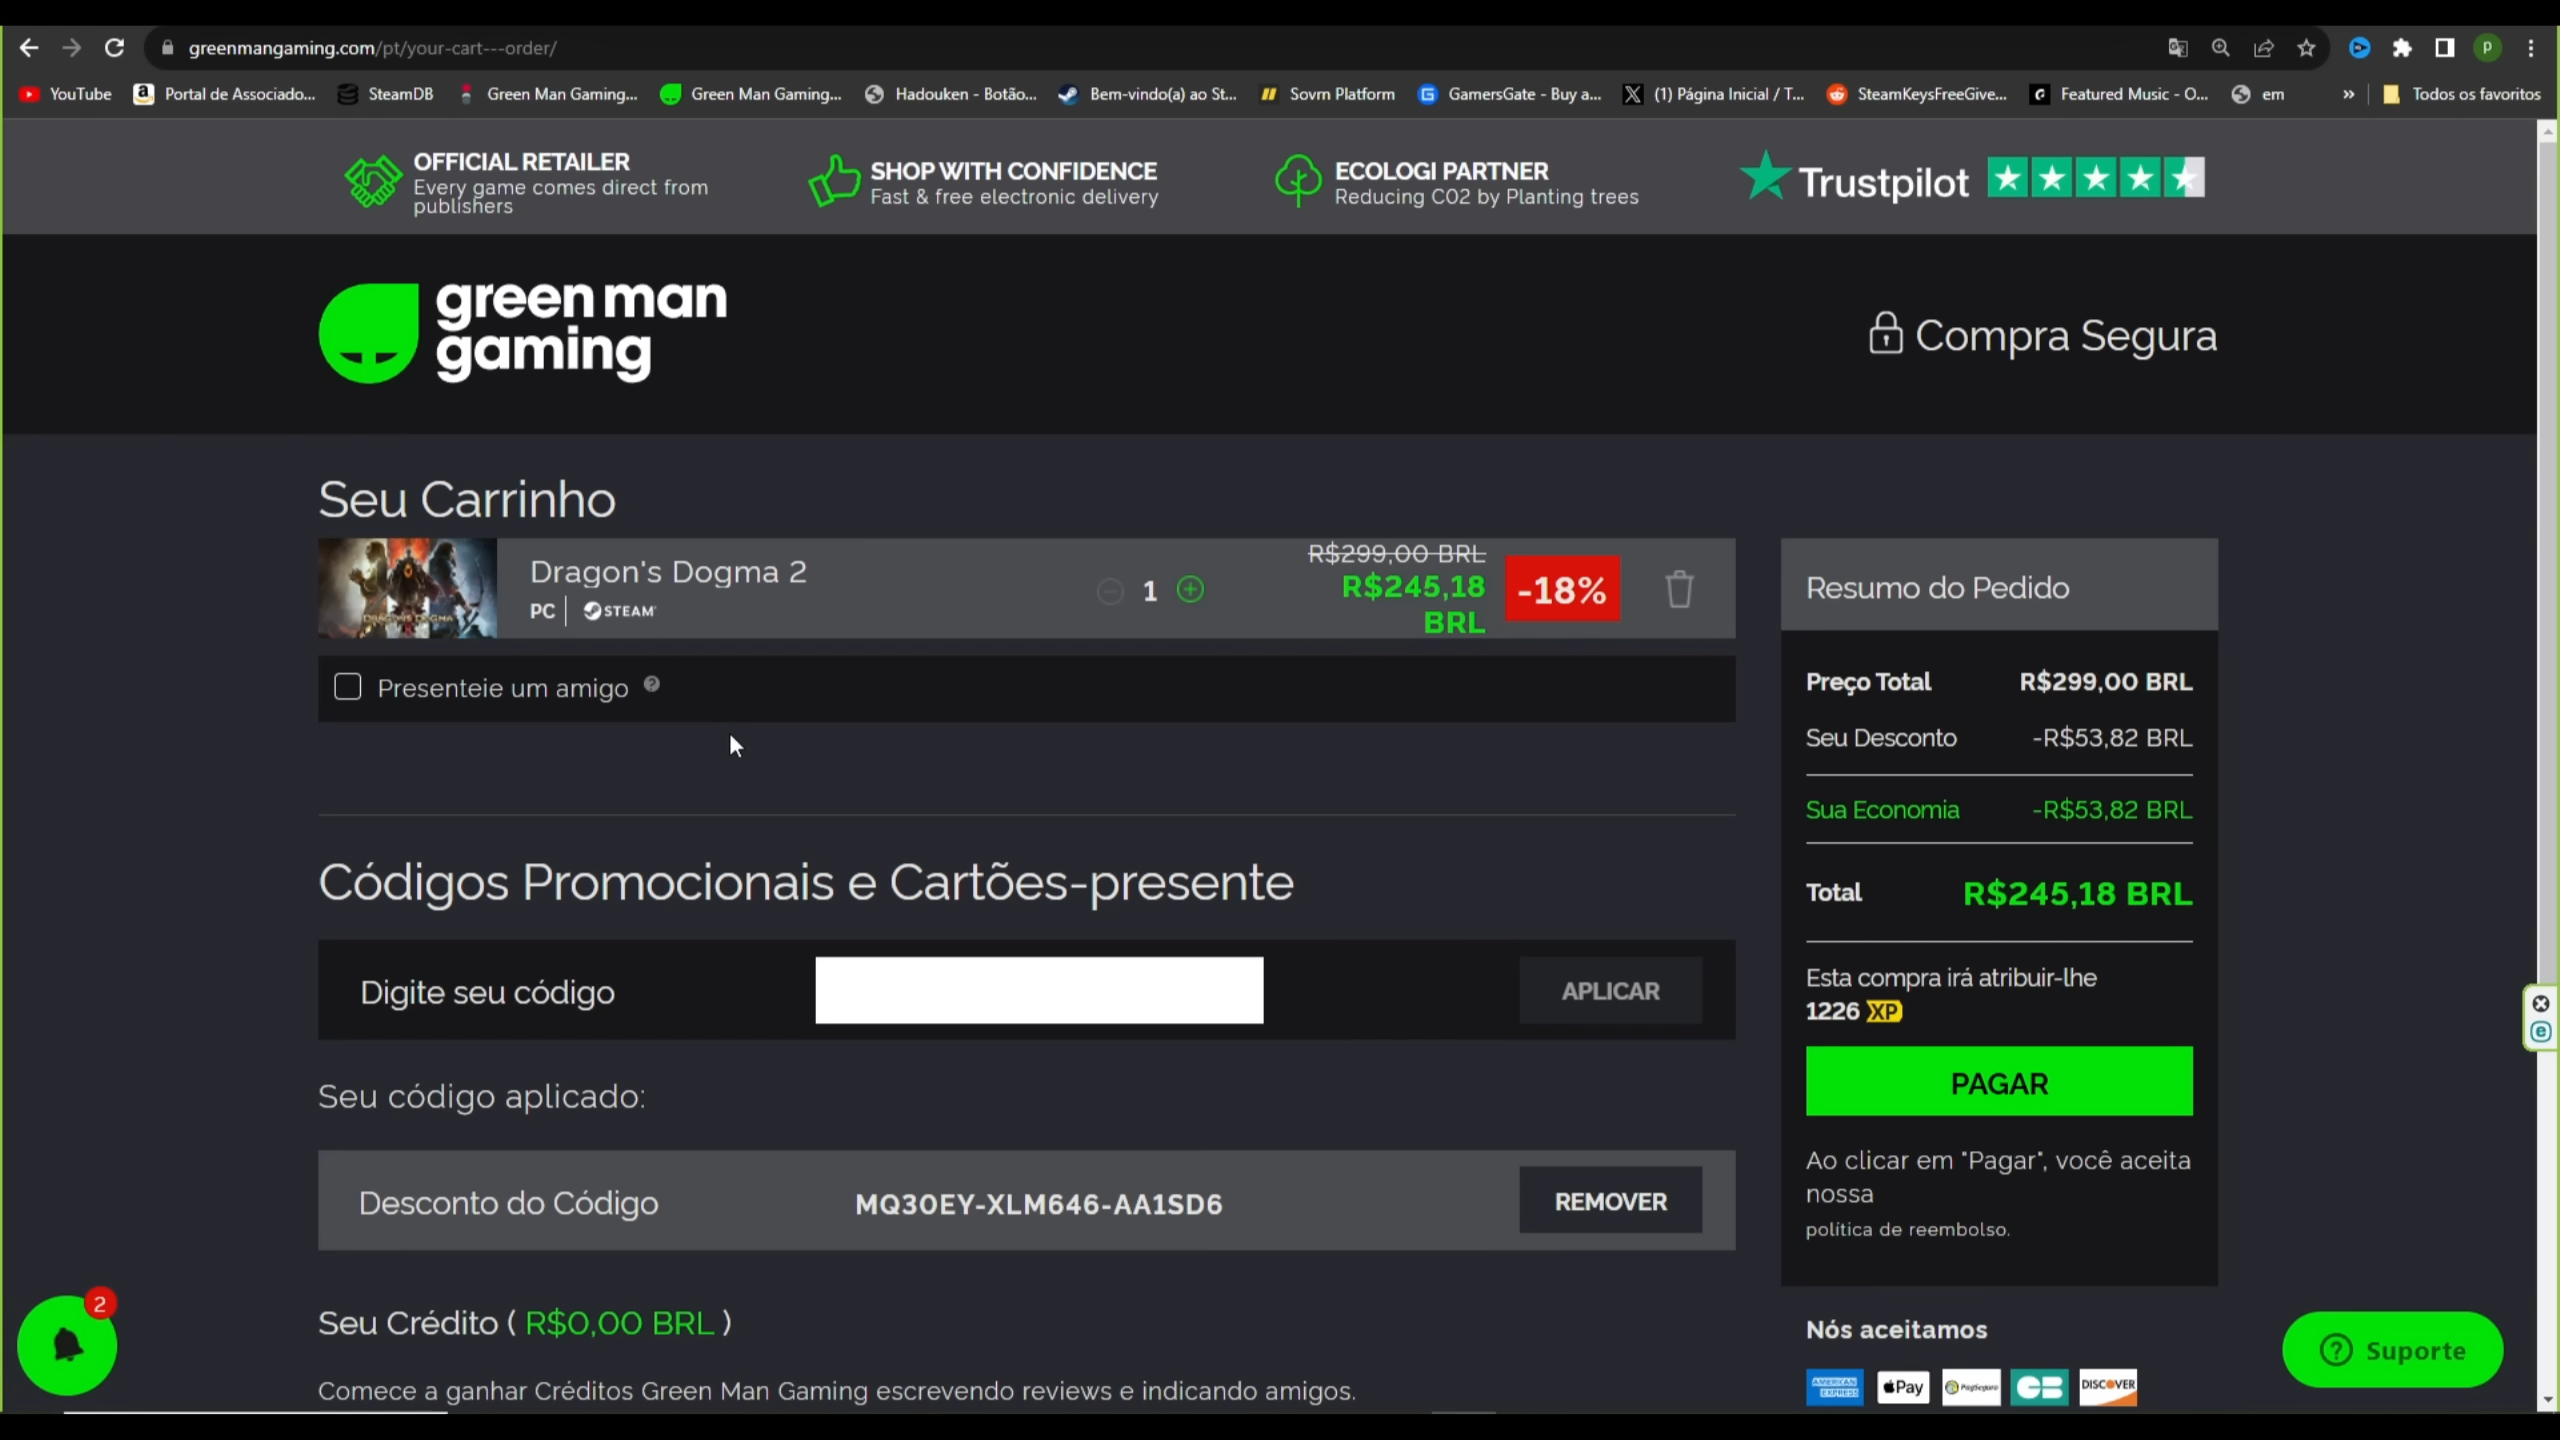 greenmangaming.com/pt/your-cart---order/
p
YouTube
Portal de Associado...
SteamDB
Green Man Gaming...
Green Man Gaming...
Hadouken - Botão...
Bem-vindo(a) ao St...
Sovrn Platform
GamersGate - Buy a...
(1) Página Inicial / T...
SteamKeysFreeGive...
Featured Music - O...
em
»
Todos os favoritos
OFFICIAL RETAILER
Every game comes direct from
publishers
SHOP WITH CONFIDENCE
Fast & free electronic delivery
ECOLOGI PARTNER
Reducing CO2 by Planting trees
Trustpilot
green man
gaming
Compra Segura
Seu Carrinho
DRAGON'S DOGMA
Dragon's Dogma 2
PC
STEAM
1
R$299,00 BRL
R$245,18
BRL
-18%
Presenteie um amigo
Códigos Promocionais e Cartões-presente
Digite seu código
APLICAR
Seu código aplicado:
Desconto do Código
MQ30EY-XLM646-AA1SD6
REMOVER
Seu Crédito ( R$0,00 BRL )
Comece a ganhar Créditos Green Man Gaming escrevendo reviews e indicando amigos.
2
Resumo do Pedido
Preço Total R$299,00 BRL
Seu Desconto -R$53,82 BRL
Sua Economia -R$53,82 BRL
Total R$245,18 BRL
Esta compra irá atribuir-lhe
1226 XP
PAGAR
Ao clicar em "Pagar", você aceita
nossa
política de reembolso.
Nós aceitamos
AMERICAN EXPRESS
Pay
PagSeguro
CB
DISCOVER
Suporte